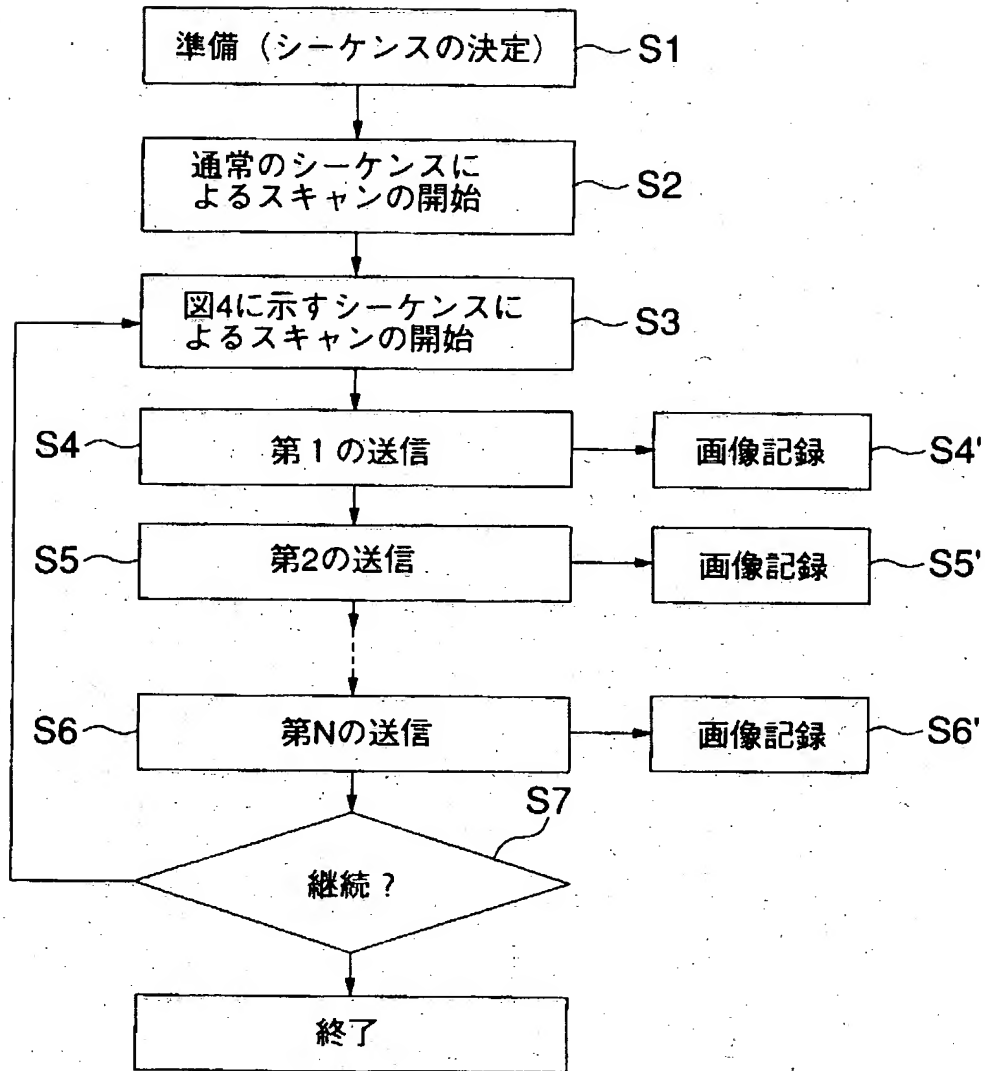 準備（シーケンスの決定） S1
通常のシーケンスに
よるスキャンの開始
S2
図4に示すシーケンスに
よるスキャンの開始
S3
S4 第１の送信 画像記録 S4'
S5 第2の送信 画像記録 S5'
S6 第Nの送信 画像記録 S6'
S7
継続？
終了